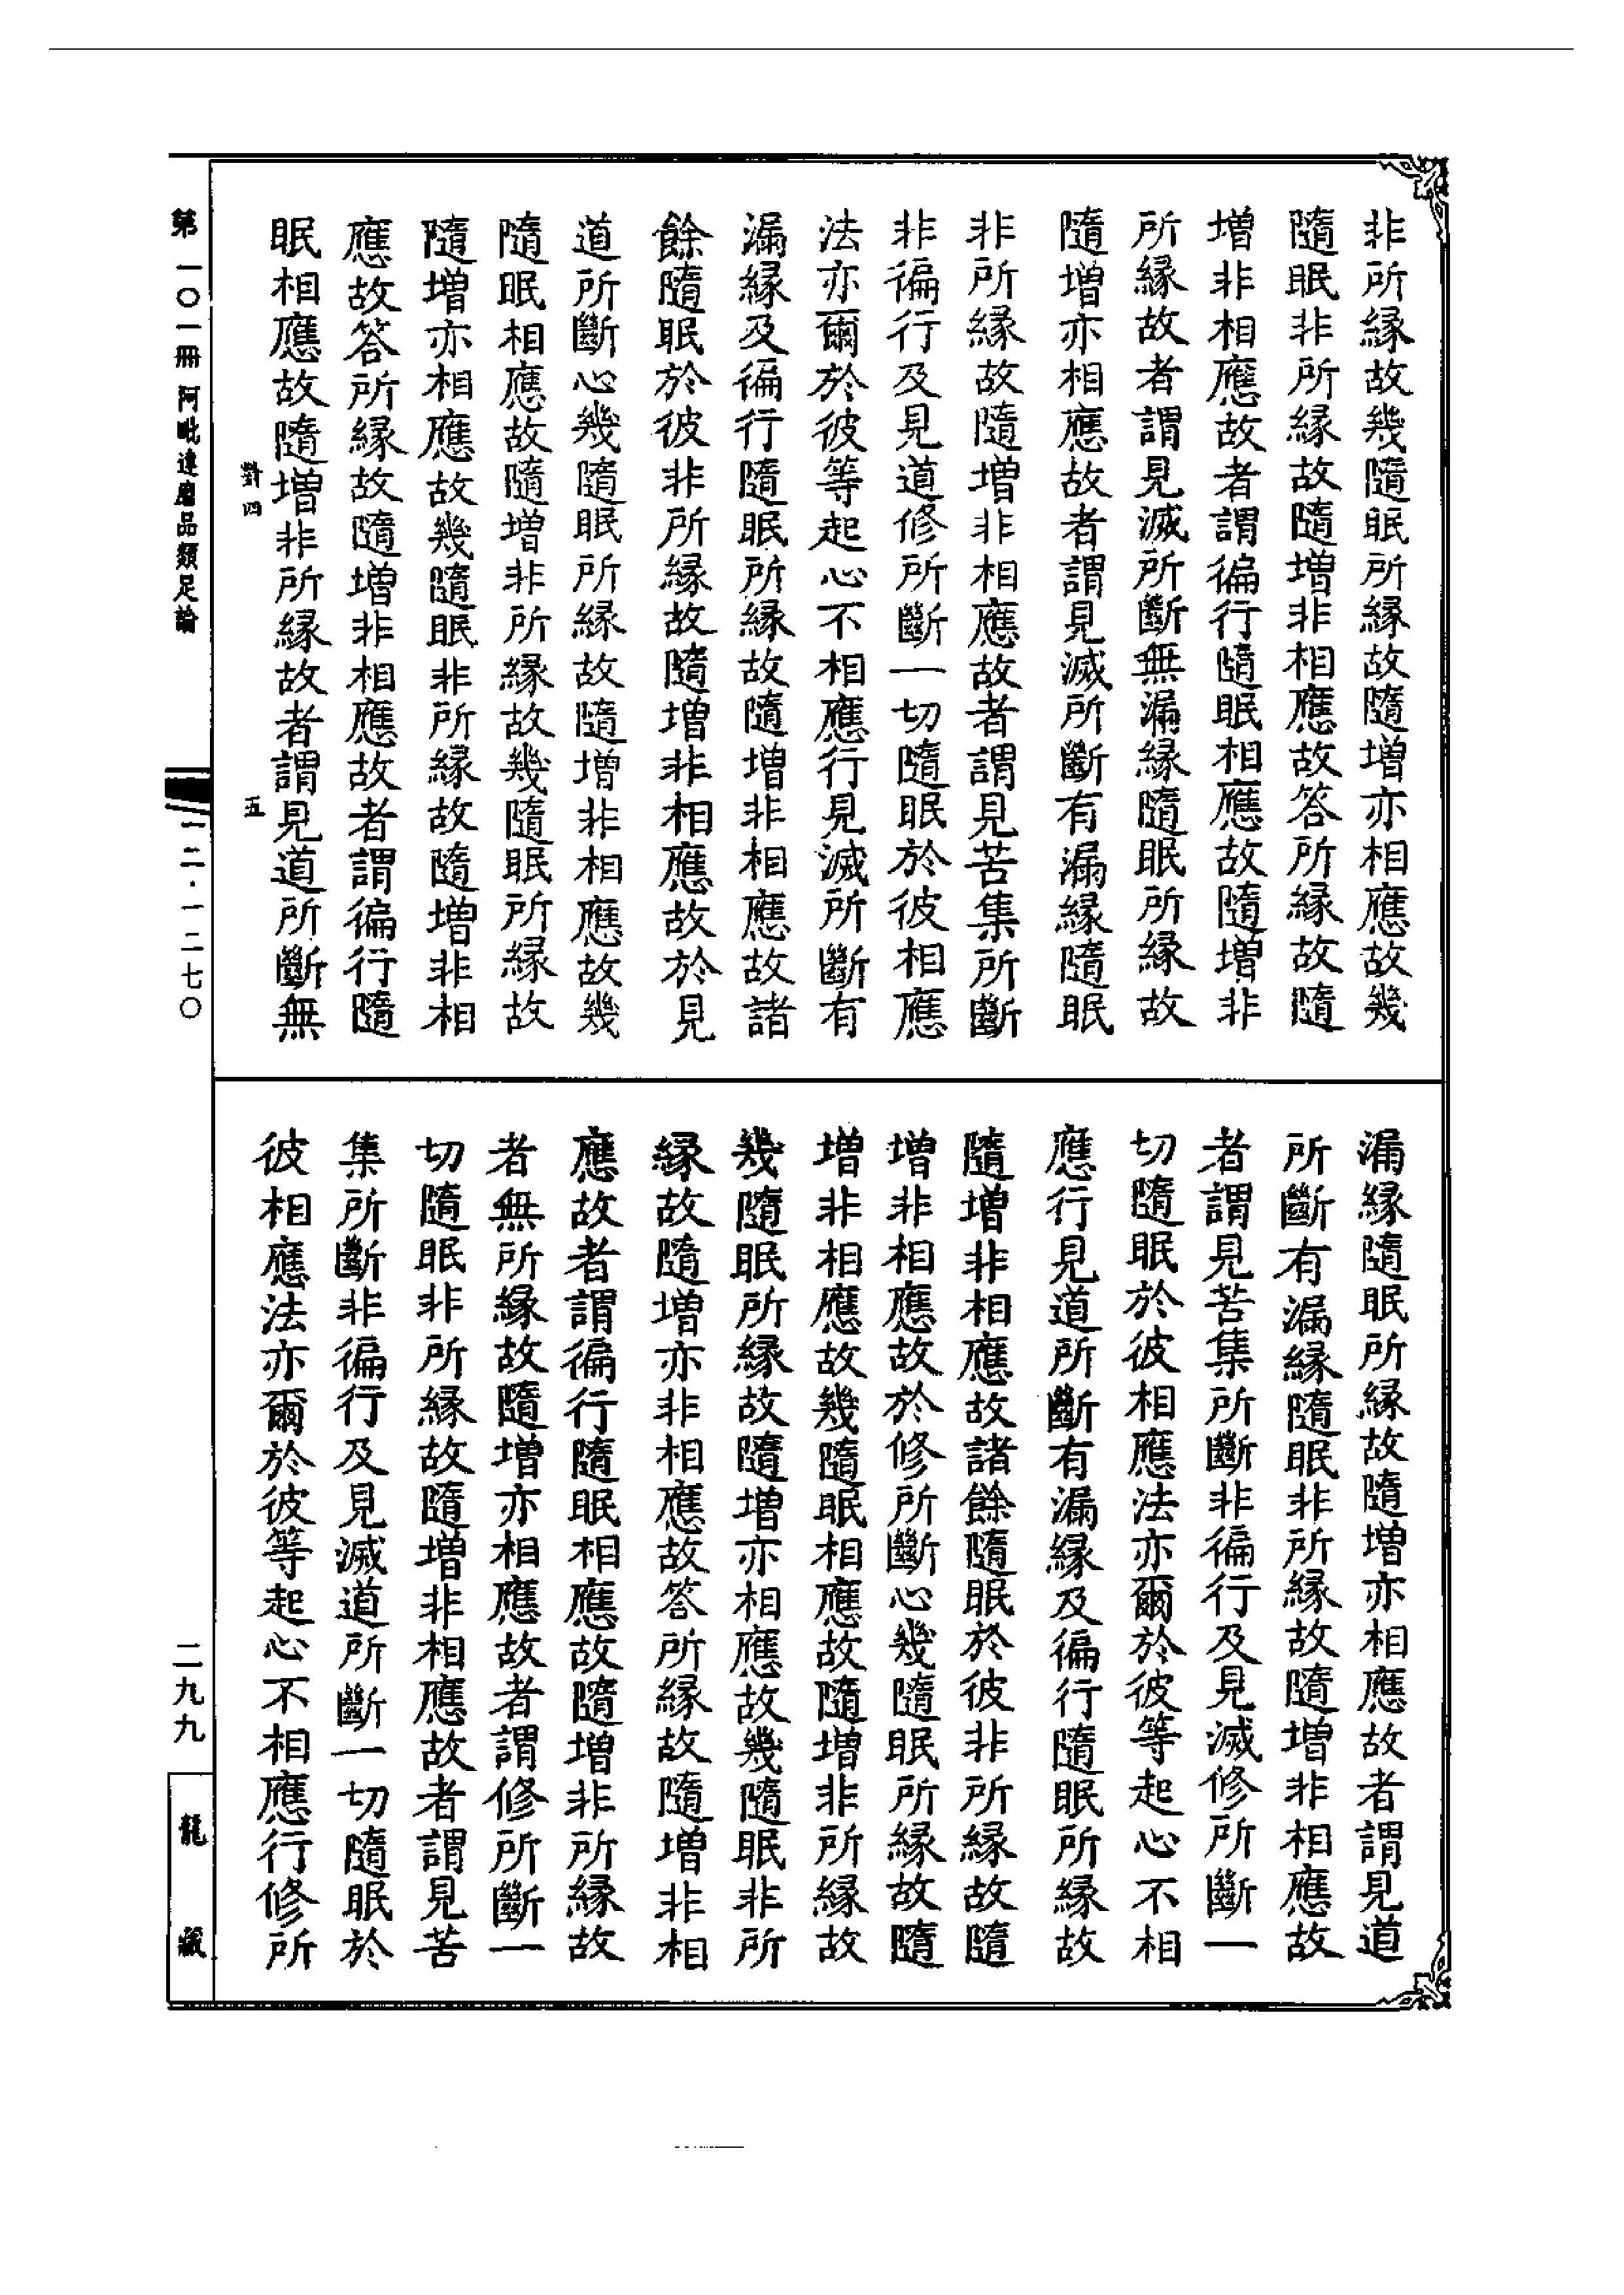 非所緣故幾隨眠所緣故隨增亦相應故幾
隨眠非所緣故隨增非相應故答所緣故隨
增非相應故者謂徧行隨眠相應故隨增非
所緣故者謂見滅所斷無漏緣隨眠所緣故
隨增亦相應故者謂見滅所斷有漏緣隨眠
非所緣故隨增非相應故者謂見苦集所斷
非徧行及見道修所斷一切隨眠於彼相應
法亦爾於彼等起心不相應行見滅所斷有
漏緣及徧行隨眠所緣故隨增非相應故諸
餘隨眠於彼非所緣故隨增非相應故於見
道所斷心幾隨眠所緣故隨增非相應故幾
隨眠相應故隨增非所緣故幾隨眠所緣故
隨增亦相應故幾隨眠非所緣故隨增非相
應故答所緣故隨增非相應故者謂徧行隨
眠相應故隨增非所緣故者謂見道所斷無
漏緣隨眠所緣故隨增亦相應故者謂見道
所斷有漏緣隨眠非所緣故隨增非相應故
者謂見苦集所斷非徧行及見滅修所斷一
切隨眠於彼相應法亦爾於彼等起心不相
應行見道所斷有漏緣及徧行隨眠所緣故
隨增非相應故諸餘隨眠於彼非所緣故隨
增非相應故於修所斷心幾隨眠所緣故隨
增非相應故幾隨眠相應故隨增非所緣故
幾隨眠所緣故隨增亦相應故幾隨眠非所
緣故隨增亦非相應故答所緣故隨增非相
應故者謂徧行隨眠相應故隨增非所緣故
者無所緣故隨增亦相應故者謂修所斷一
切隨眠非所緣故隨增非相應故者謂見苦
集所斷非徧行及見滅道所斷一切隨眠於
彼相應法亦爾於彼等起心不相應行修所
對四 五
第一〇一冊 阿毗達磨品類足論
一二·一二七〇
二九九
龍藏